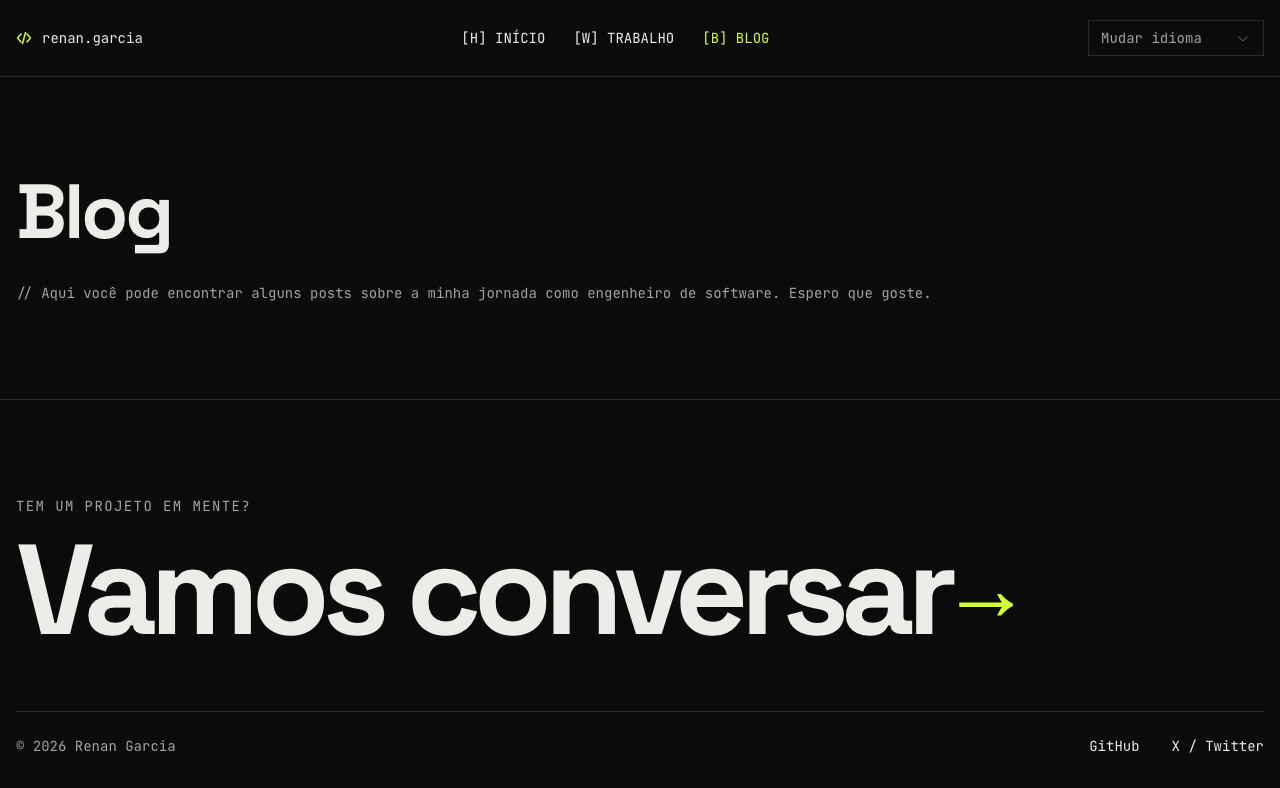 </> renan.garcia
[H] INÍCIO
[W] TRABALHO
[B] BLOG
Mudar idioma
Blog
// Aqui você pode encontrar alguns posts sobre a minha jornada como engenheiro de software. Espero que goste.
TEM UM PROJETO EM MENTE?
Vamos conversar→
© 2026 Renan Garcia
GitHub
X / Twitter